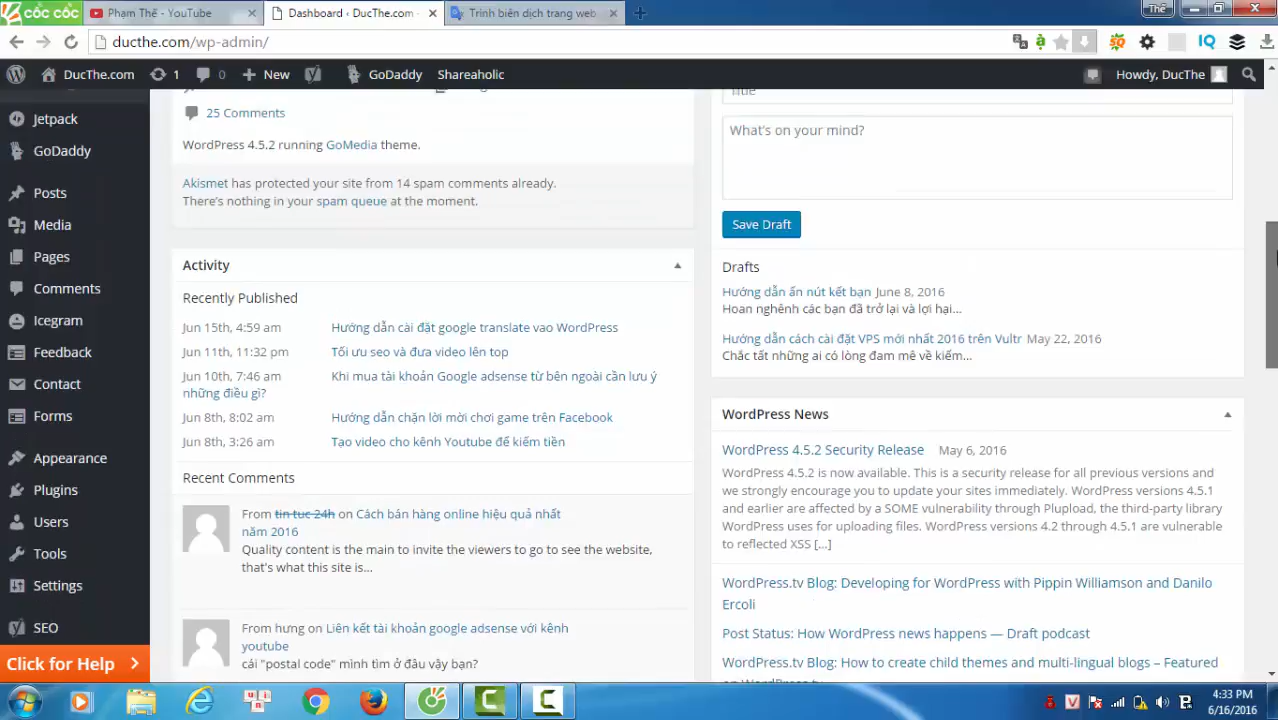 cốc cốc
Phạm Thế - YouTube
Dashboard ‹ DucThe.com -
Trình biên dịch trang web
Thế
ducthe.com/wp-admin/
DucThe.com
1
0
New
GoDaddy
Shareaholic
Howdy, DucThe
Jetpack
GoDaddy
Posts
Media
Pages
Comments
Icegram
Feedback
Contact
Forms
Appearance
Plugins
Users
Tools
Settings
SEO
Click for Help
25 Comments
WordPress 4.5.2 running GoMedia theme.
Akismet has protected your site from 14 spam comments already.
There's nothing in your spam queue at the moment.
Activity
Recently Published
Jun 15th, 4:59 am Hướng dẫn cài đặt google translate vao WordPress
Jun 11th, 11:32 pm Tối ưu seo và đưa video lên top
Jun 10th, 7:46 am Khi mua tài khoản Google adsense từ bên ngoài cần lưu ý
những điều gì?
Jun 8th, 8:02 am Hướng dẫn chặn lời mời chơi game trên Facebook
Jun 8th, 3:26 am Tạo video cho kênh Youtube để kiếm tiền
Recent Comments
From tin tuc 24h on Cách bán hàng online hiệu quả nhất
năm 2016
Quality content is the main to invite the viewers to go to see the website,
that's what this site is...
From hưng on Liên kết tài khoản google adsense với kênh
youtube
cái "postal code" mình tìm ở đâu vậy bạn?
Title
What's on your mind?
Save Draft
Drafts
Hướng dẫn ấn nút kết bạn June 8, 2016
Hoan nghênh các bạn đã trở lại và lợi hại...
Hướng dẫn cách cài đặt VPS mới nhất 2016 trên Vultr May 22, 2016
Chắc tất những ai có lòng đam mê về kiếm...
WordPress News
WordPress 4.5.2 Security Release May 6, 2016
WordPress 4.5.2 is now available. This is a security release for all previous versions and
we strongly encourage you to update your sites immediately. WordPress versions 4.5.1
and earlier are affected by a SOME vulnerability through Plupload, the third-party library
WordPress uses for uploading files. WordPress versions 4.2 through 4.5.1 are vulnerable
to reflected XSS […]
WordPress.tv Blog: Developing for WordPress with Pippin Williamson and Danilo
Ercoli
Post Status: How WordPress news happens — Draft podcast
WordPress.tv Blog: How to create child themes and multi-lingual blogs – Featured
on WordPress.tv
4:33 PM
6/16/2016